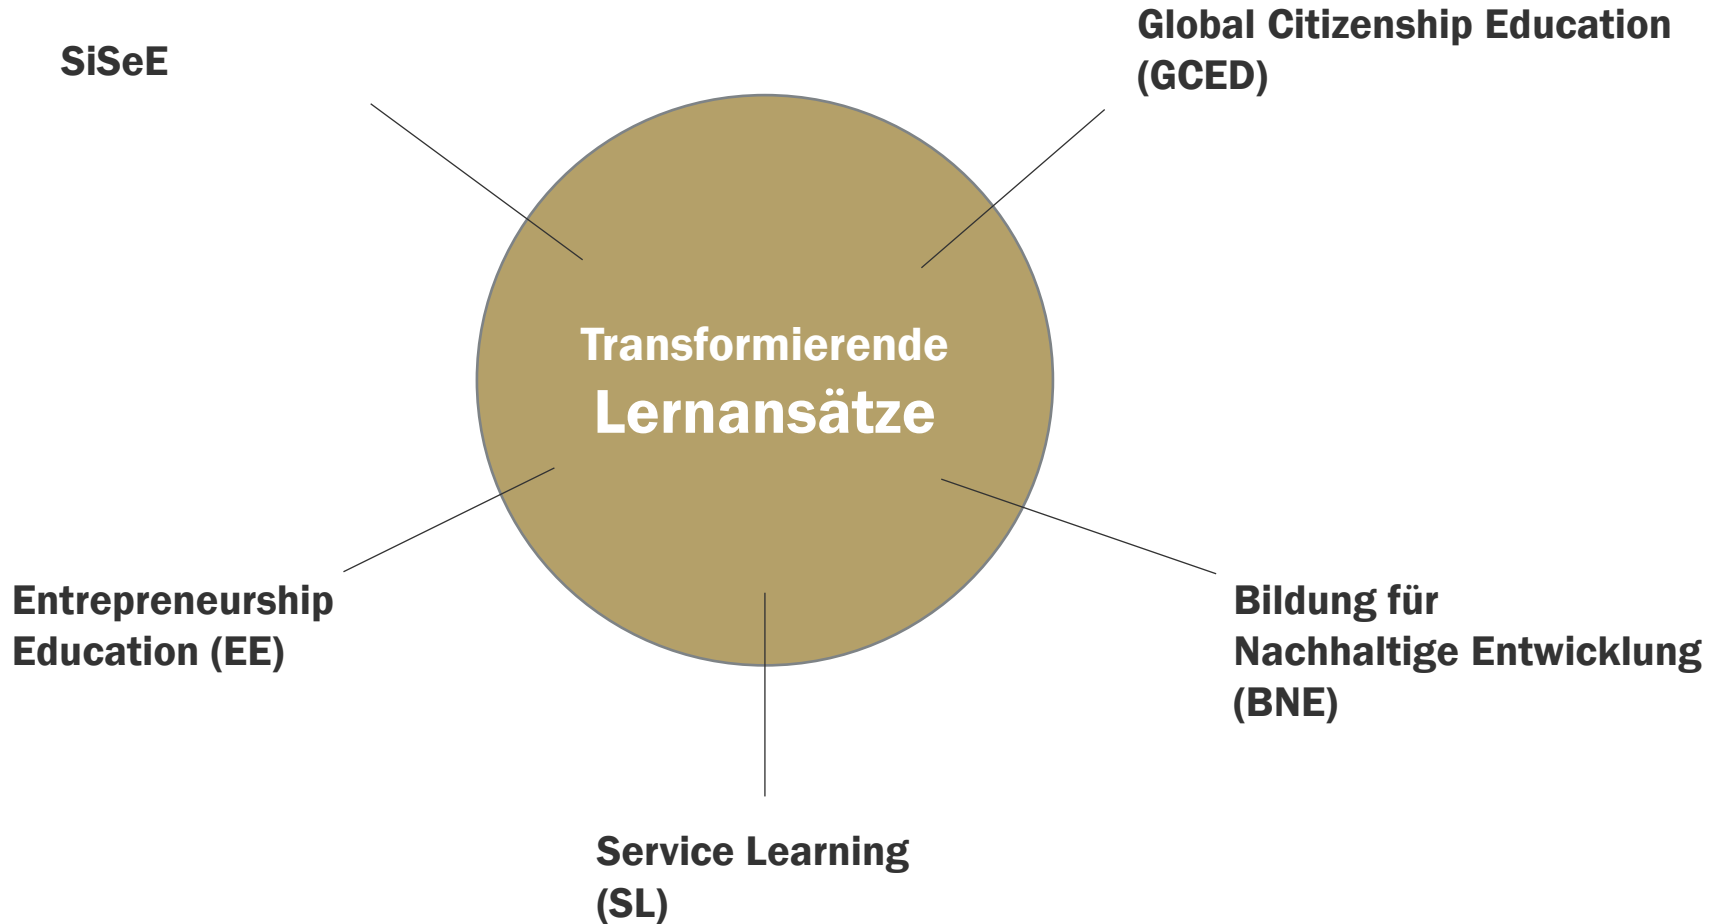 SiSeE
Global Citizenship Education
(GCED)
Transformierende
Lernansätze
Entrepreneurship
Education (EE)
Bildung für
Nachhaltige Entwicklung
(BNE)
Service Learning
(SL)